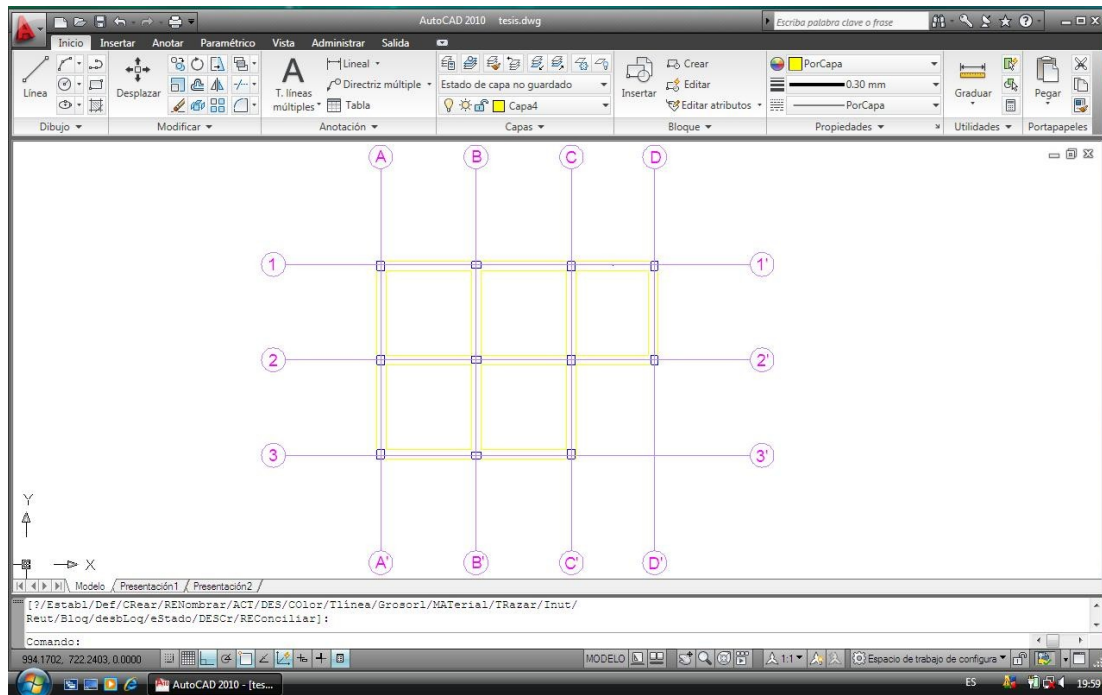 AutoCAD 2010 tesis.dwg
Escriba palabra clave o frase
Inicio Insertar Anotar Paramétrico Vista Administrar Salida
Línea
Desplazar
A
T. líneas múltiples
Lineal
Directriz múltiple
Tabla
Estado de capa no guardado
Capa4
Insertar
Crear
Editar
Editar atributos
PorCapa
0.30 mm
PorCapa
Graduar
Pegar
Dibujo Modificar Anotación Capas Bloque Propiedades Utilidades Portapapeles
A B C D
1 1'
2 2'
3 3'
A' B' C' D'
Y
X
Modelo Presentación1 Presentación2
[?/Establ/Def/CRear/RENombrar/ACT/DES/COlor/Tlínea/Grosorl/MATerial/TRazar/Inut/
Reut/Bloq/desbLoq/eStado/DESCr/REConciliar]:
Comando:
994.1702, 722.2403, 0.0000
MODELO
1:1
Espacio de trabajo de configura
AutoCAD 2010 - [tes...
ES
19:59